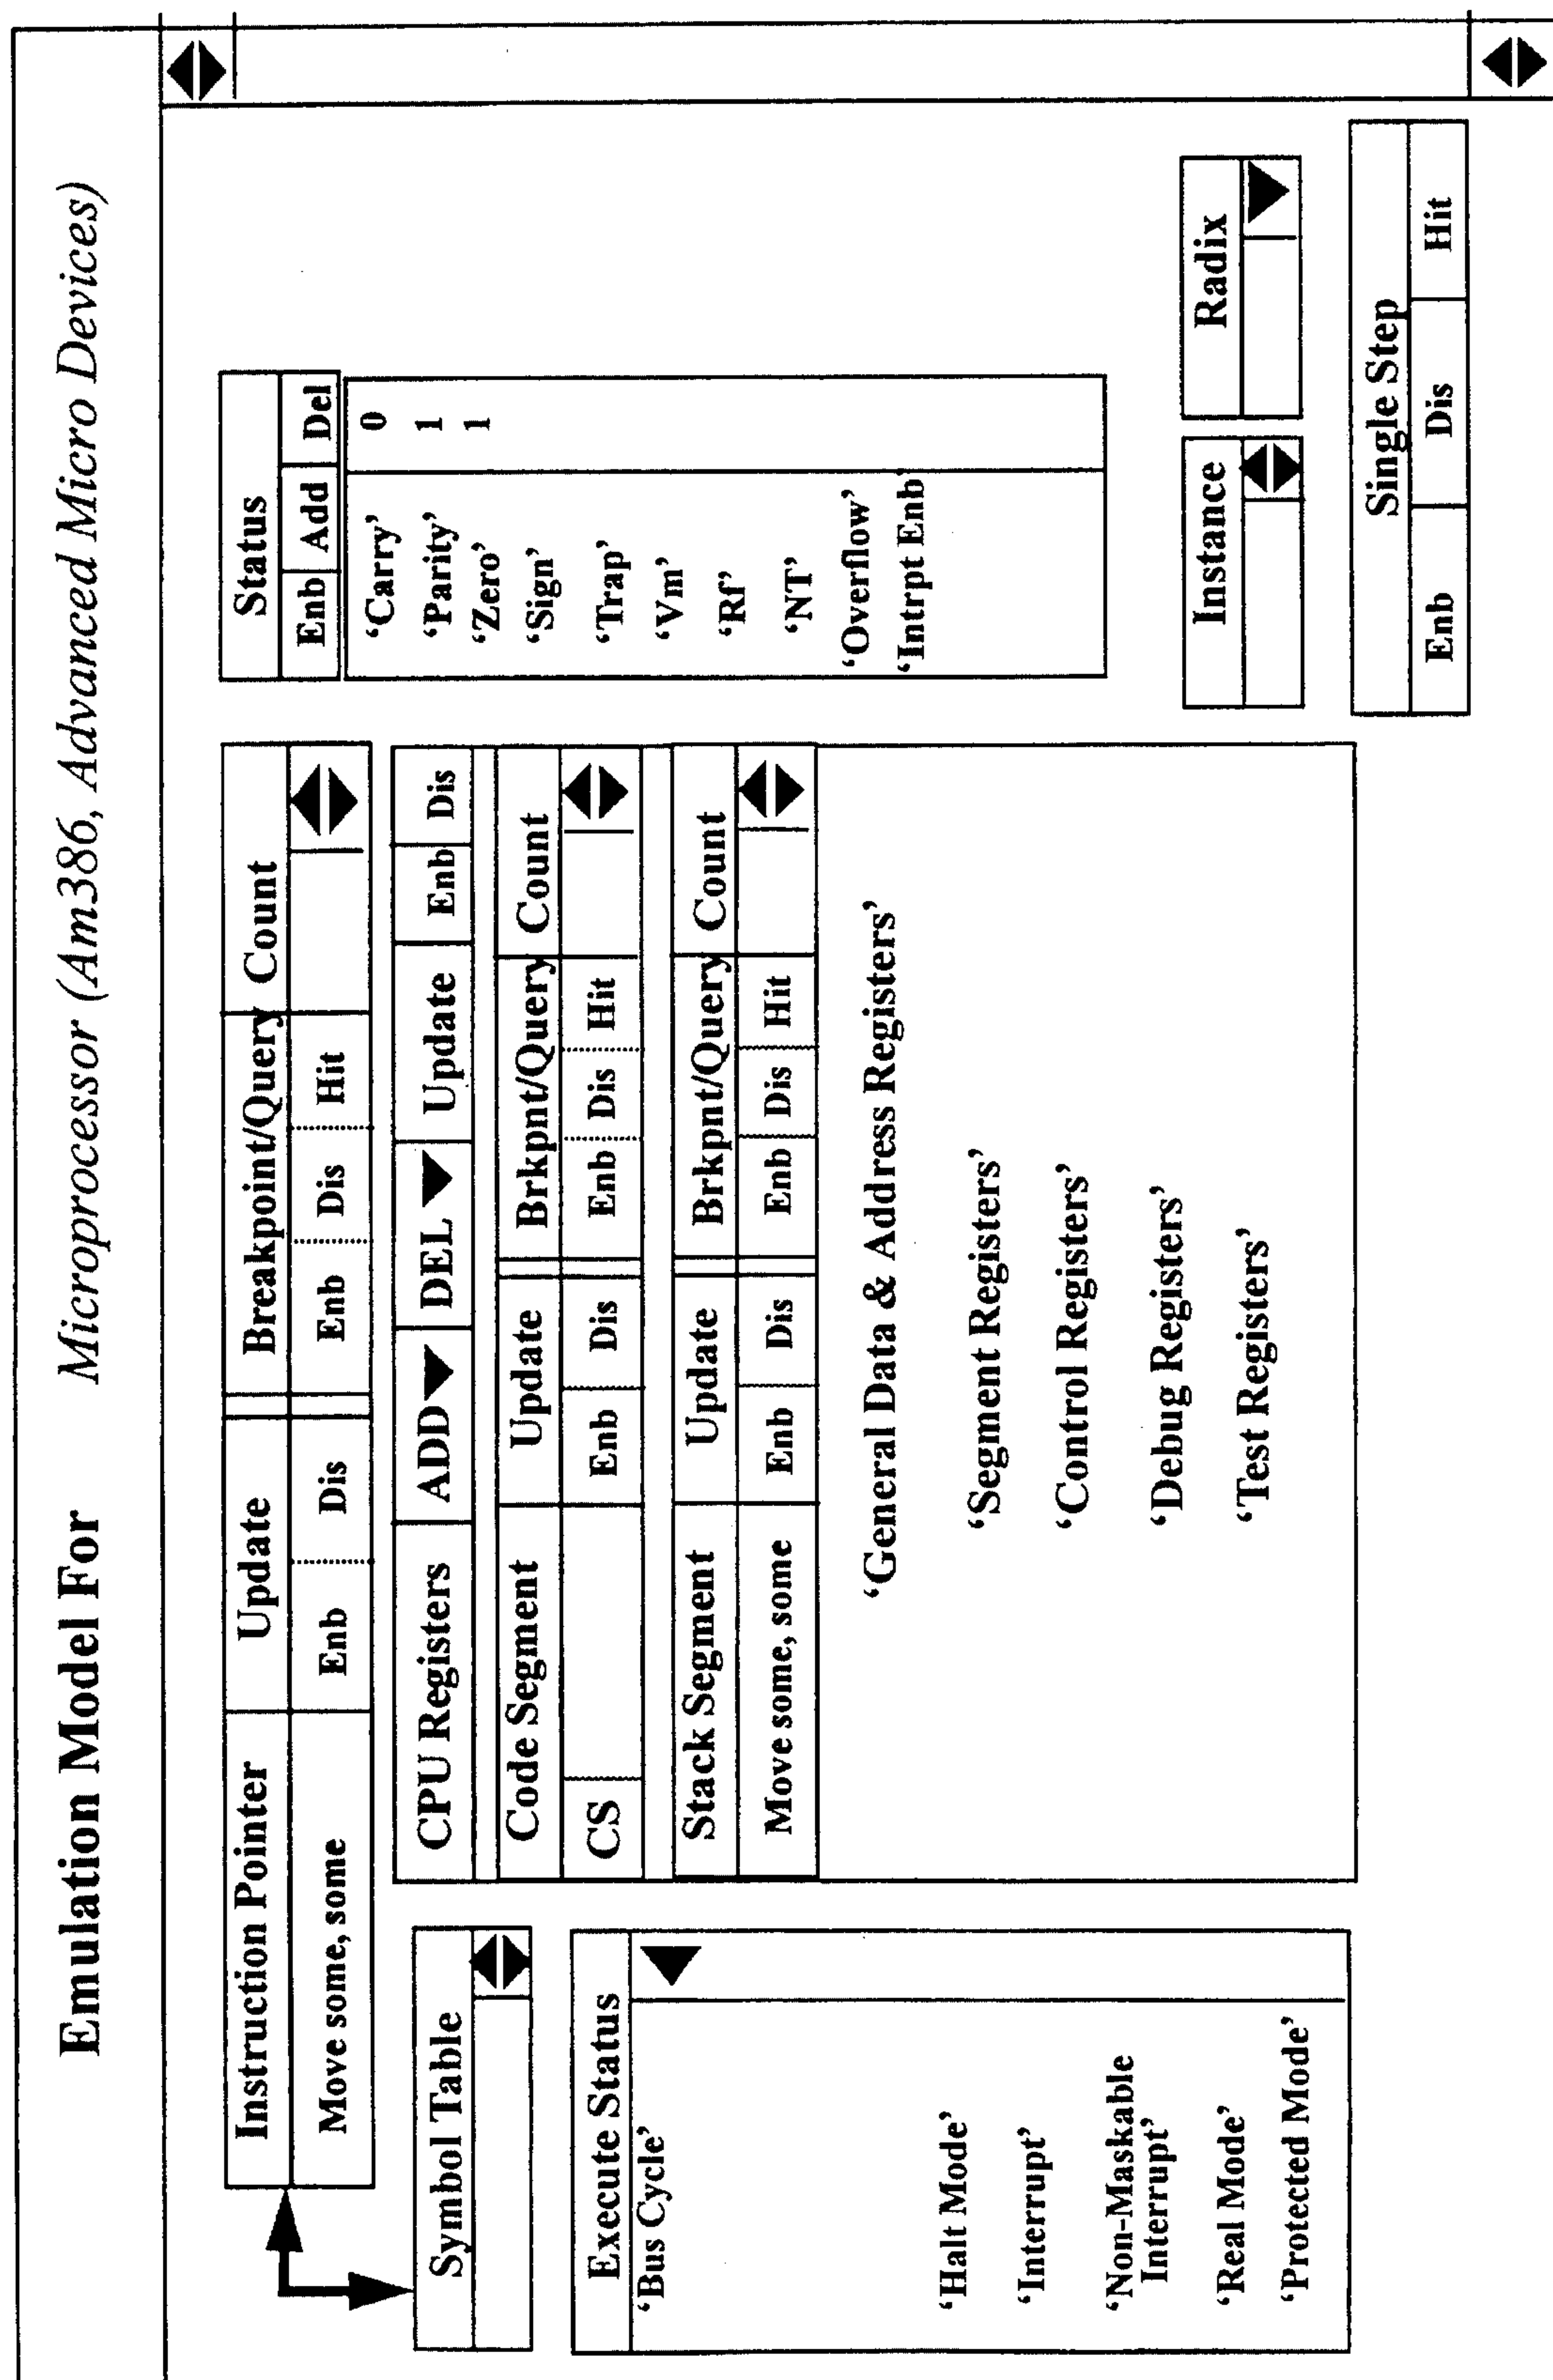 Emulation Model For Microprocessor (Am386, Advanced Micro Devices)
Instruction Pointer Update Breakpoint/Query Count
Move some, some Enb Dis Enb Dis Hit
Status
Enb Add Del
‘Carry’ 0
‘Parity’ 1
‘Zero’ 1
‘Sign’
‘Trap’
‘Vm’
‘Rf’
‘NT’
‘Overflow’
‘Intrpt Enb
Symbol Table
CPU Registers ADD DEL Update Enb Dis
Code Segment Update Brkpnt/Query Count
CS Enb Dis Enb Dis Hit
Stack Segment Update Brkpnt/Query Count
Move some, some Enb Dis Enb Dis Hit
‘General Data & Address Registers’
‘Segment Registers’
‘Control Registers’
‘Debug Registers’
‘Test Registers’
Execute Status
‘Bus Cycle’
‘Halt Mode’
‘Interrupt’
‘Non-Maskable
Interrupt’
‘Real Mode’
‘Protected Mode’
Instance Radix
Single Step
Enb Dis Hit